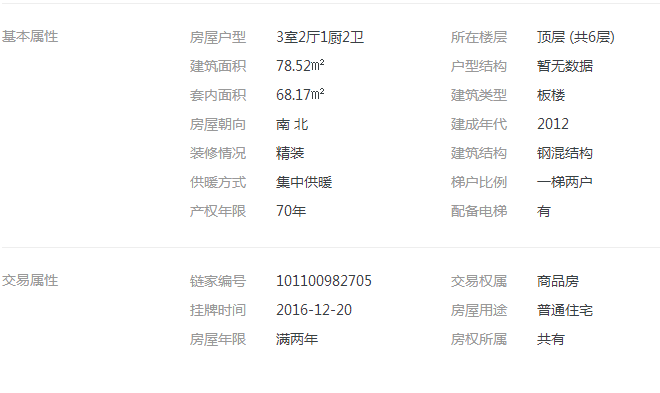 基本属性 房屋户型 3室2厅1厨2卫 所在楼层 顶层 (共6层)
建筑面积 78.52㎡ 户型结构 暂无数据
套内面积 68.17㎡ 建筑类型 板楼
房屋朝向 南 北 建成年代 2012
装修情况 精装 建筑结构 钢混结构
供暖方式 集中供暖 梯户比例 一梯两户
产权年限 70年 配备电梯 有
交易属性 链家编号 101100982705 交易权属 商品房
挂牌时间 2016-12-20 房屋用途 普通住宅
房屋年限 满两年 房权所属 共有